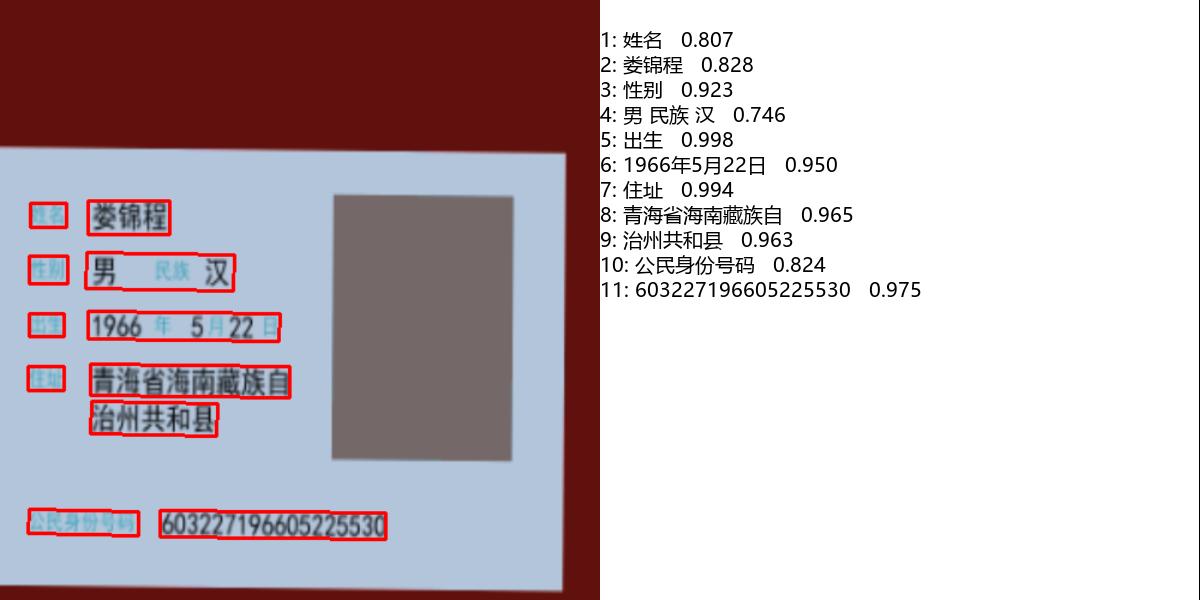 姓名 娄锦程
性别 男 民族 汉
出生 1966 年 5 月 22 日
住址 青海省海南藏族自
治州共和县
公民身份号码 603227196605225530
1: 姓名 0.807
2: 娄锦程 0.828
3: 性别 0.923
4: 男 民族 汉 0.746
5: 出生 0.998
6: 1966年5月22日 0.950
7: 住址 0.994
8: 青海省海南藏族自 0.965
9: 治州共和县 0.963
10: 公民身份号码 0.824
11: 603227196605225530 0.975